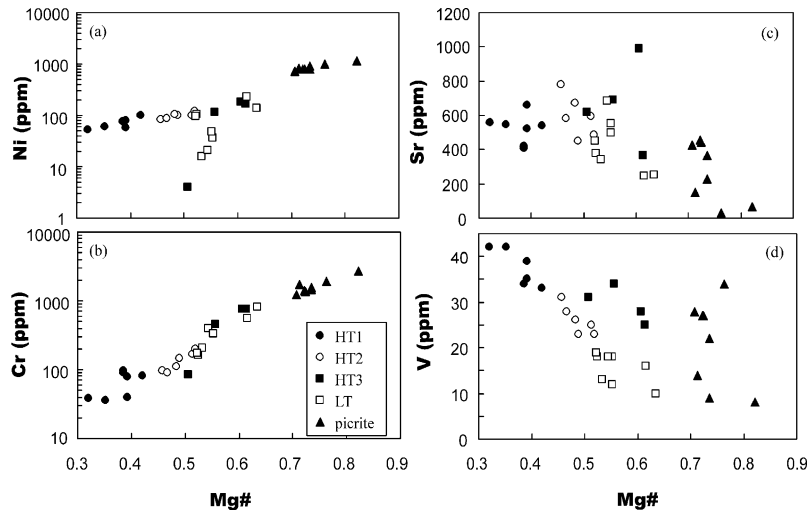 10000
1000
100
10
1
Ni (ppm)
(a)
1200
1000
800
600
400
200
0
Sr (ppm)
(c)
10000
1000
100
10
Cr (ppm)
(b)
HT1
HT2
HT3
LT
picrite
0.3 0.4 0.5 0.6 0.7 0.8 0.9
Mg#
40
30
20
10
0
V (ppm)
(d)
0.3 0.4 0.5 0.6 0.7 0.8 0.9
Mg#